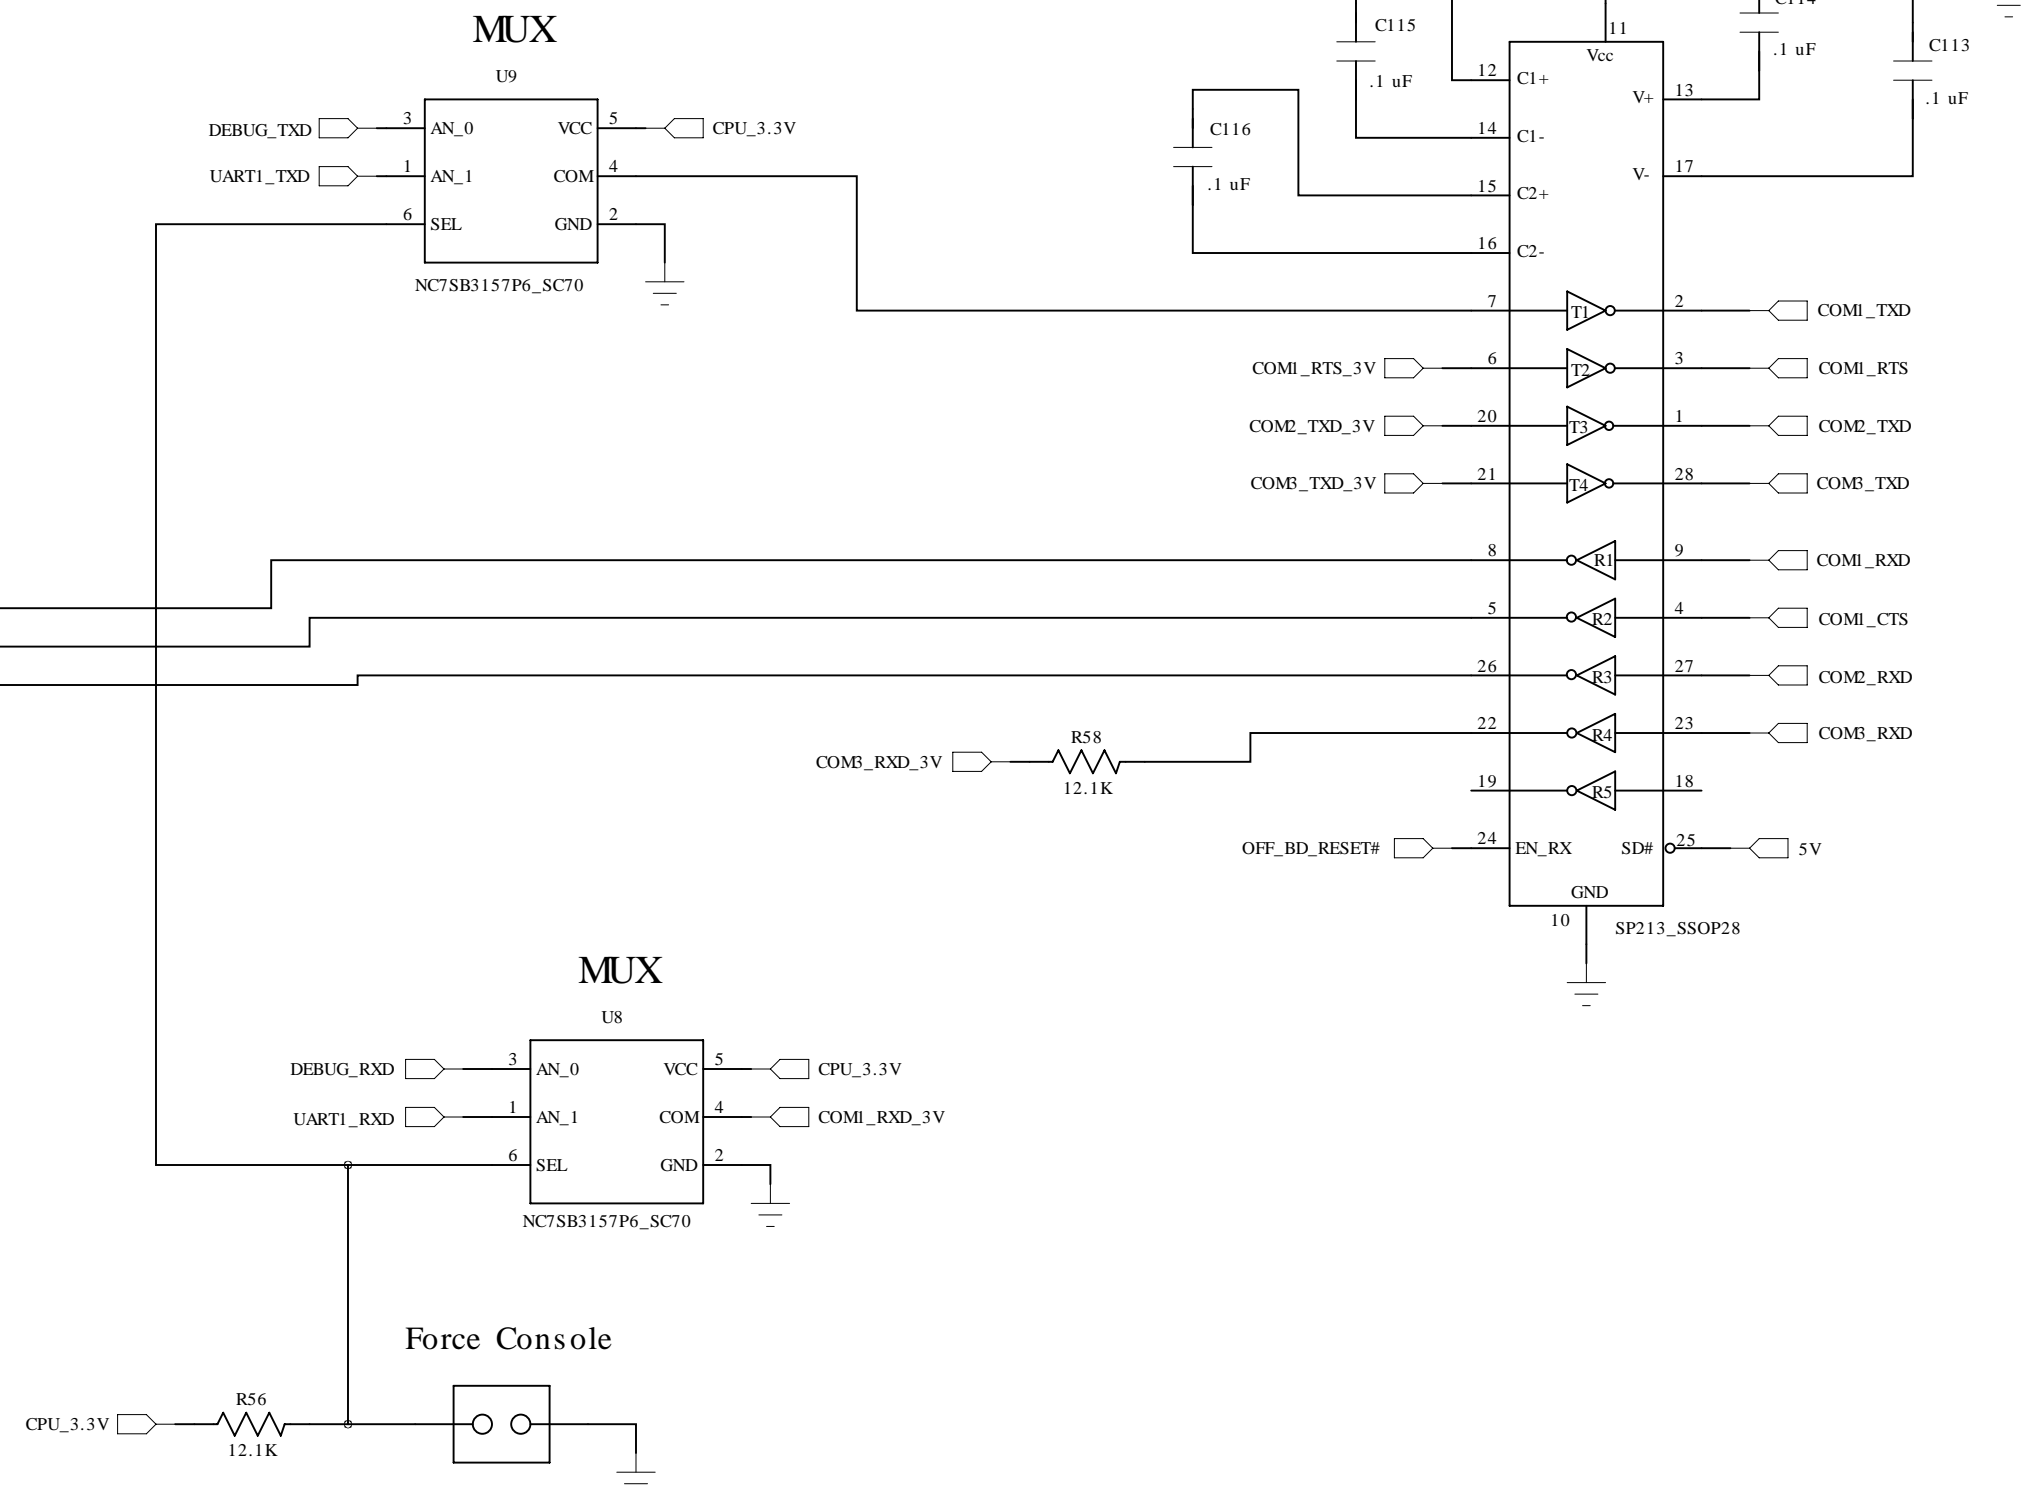 MUX
U9
DEBUG_TXD
3
AN_0
VCC
5
CPU_3.3V
UART1_TXD
1
AN_1
COM
4
6
SEL
GND
2
NC7SB3157P6_SC70
C115
.1 uF
C116
.1 uF
C114
.1 uF
C113
.1 uF
11
Vcc
12
C1+
V+
13
14
C1-
V-
17
15
C2+
16
C2-
7
T1
2
COM1_TXD
COM1_RTS_3V
6
T2
3
COM1_RTS
COM2_TXD_3V
20
T3
1
COM2_TXD
COM3_TXD_3V
21
T4
28
COM3_TXD
8
R1
9
COM1_RXD
5
R2
4
COM1_CTS
26
R3
27
COM2_RXD
R58
COM3_RXD_3V
12.1K
22
R4
23
COM3_RXD
19
R5
18
OFF_BD_RESET#
24
EN_RX
SD#
25
5V
GND
10
SP213_SSOP28
MUX
U8
DEBUG_RXD
3
AN_0
VCC
5
CPU_3.3V
UART1_RXD
1
AN_1
COM
4
COM1_RXD_3V
6
SEL
GND
2
NC7SB3157P6_SC70
Force Console
R56
CPU_3.3V
12.1K